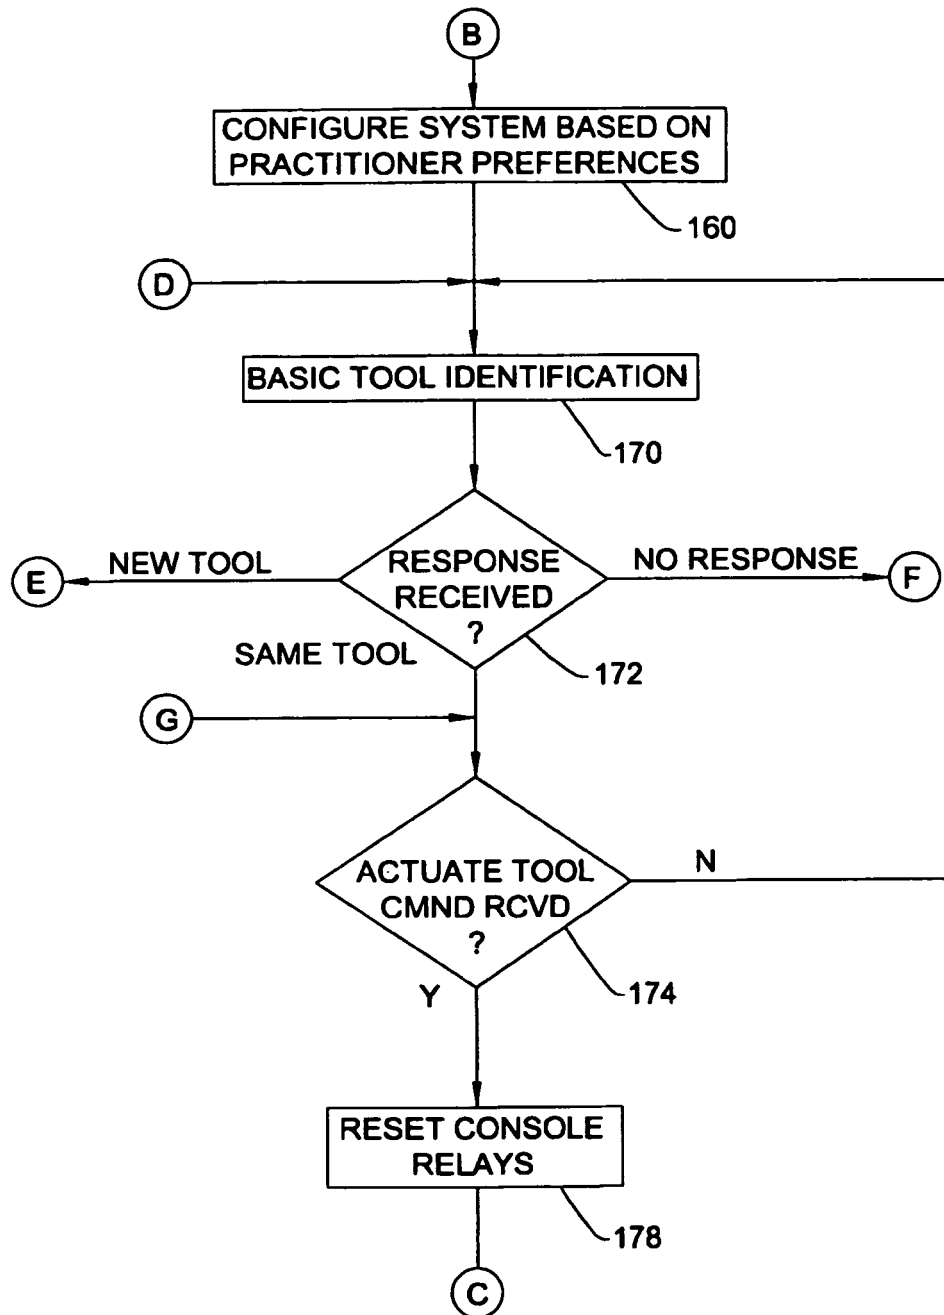 B
CONFIGURE SYSTEM BASED ON
PRACTITIONER PREFERENCES
160
D
BASIC TOOL IDENTIFICATION
170
E
NEW TOOL
RESPONSE
RECEIVED
?
NO RESPONSE
F
SAME TOOL
172
G
ACTUATE TOOL
CMND RCVD
?
N
Y
174
RESET CONSOLE
RELAYS
178
C